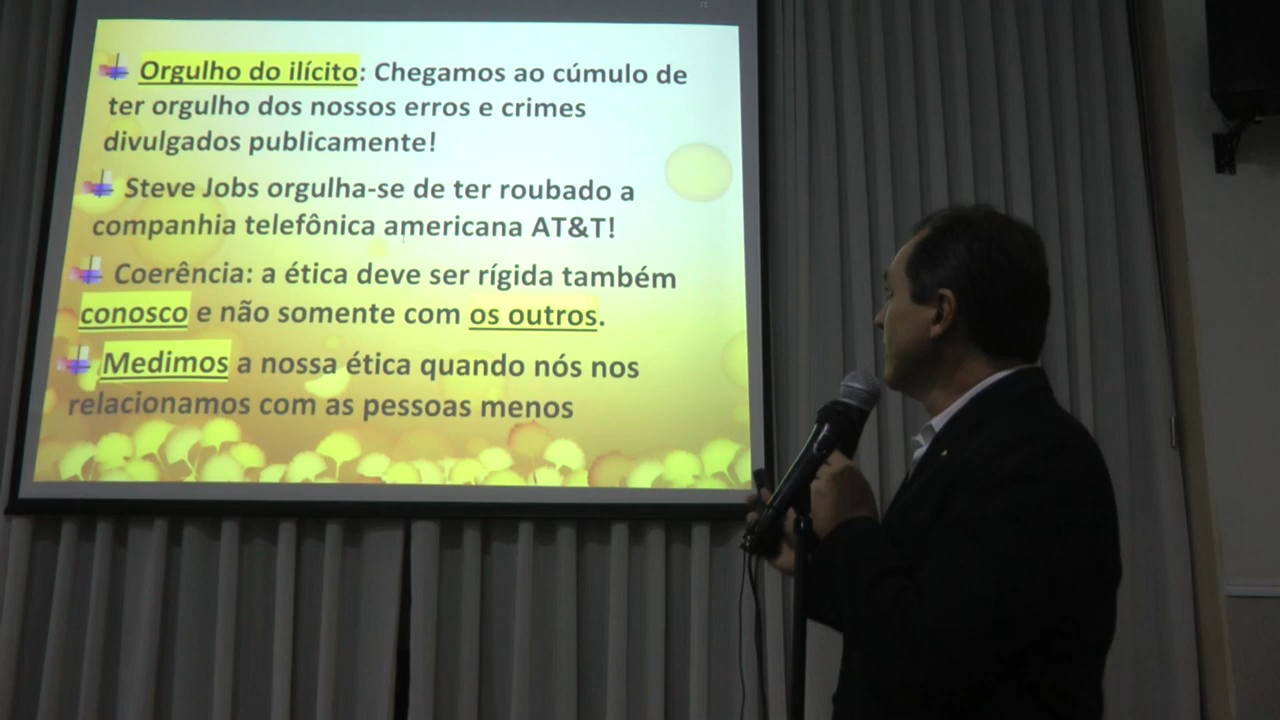 Orgulho do ilícito: Chegamos ao cúmulo de
ter orgulho dos nossos erros e crimes
divulgados publicamente!
Steve Jobs orgulha-se de ter roubado a
companhia telefônica americana AT&T!
Coerência: a ética deve ser rígida também
conosco e não somente com os outros.
Medimos a nossa ética quando nós nos
relacionamos com as pessoas menos